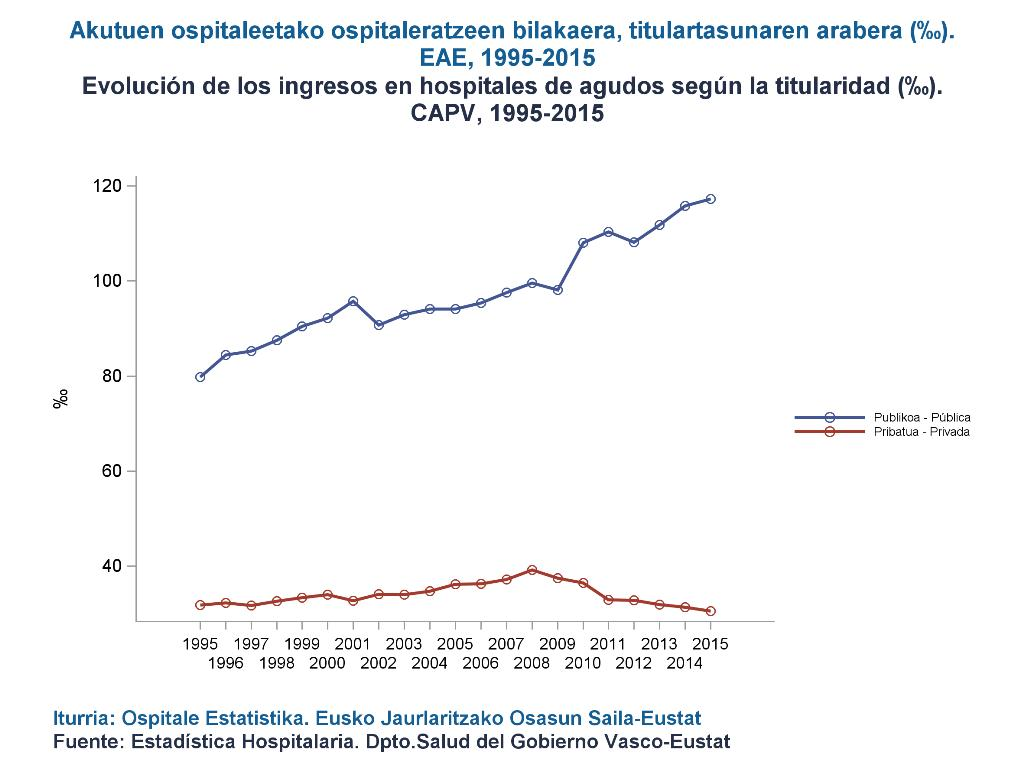 Akutuen ospitaleetako ospitaleratzeen bilakaera, titulartasunaren arabera (‰).
EAE, 1995-2015
Evolución de los ingresos en hospitales de agudos según la titularidad (‰).
CAPV, 1995-2015
120
100
80
‰
60
40
Publikoa - Pública
Pribatua - Privada
1995 1997 1999 2001 2003 2005 2007 2009 2011 2013 2015
1996 1998 2000 2002 2004 2006 2008 2010 2012 2014
Iturria: Ospitale Estatistika. Eusko Jaurlaritzako Osasun Saila-Eustat
Fuente: Estadística Hospitalaria. Dpto.Salud del Gobierno Vasco-Eustat